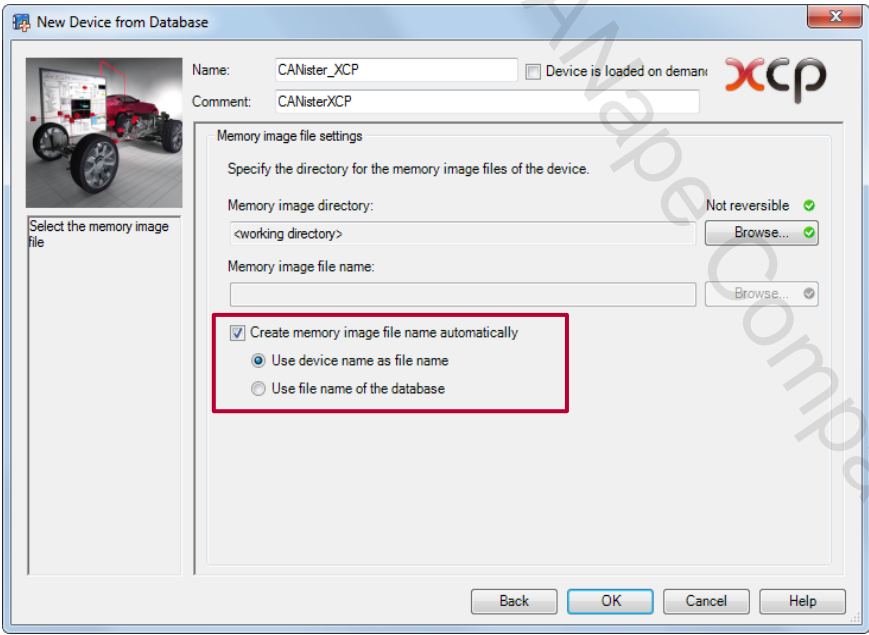 New Device from Database
Name: CANister_XCP Device is loaded on deman
Comment: CANisterXCP
xcp
Memory image file settings
Specify the directory for the memory image files of the device.
Select the memory image
file
Memory image directory: Not reversible
<working directory> Browse...
Memory image file name:
Browse...
Create memory image file name automatically
Use device name as file name
Use file name of the database
Back OK Cancel Help
ANape Compa